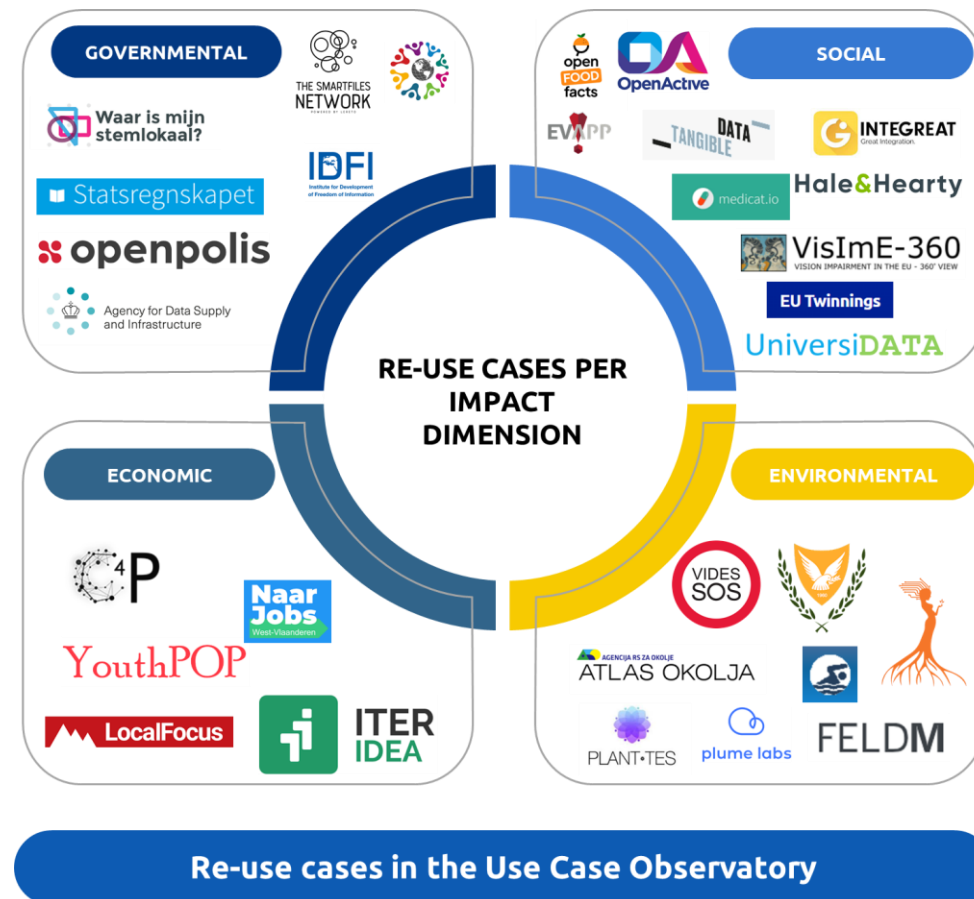 GOVERNMENTAL
THE SMARTFILES
NETWORK
Waar is mijn
stemlokaal?
IDFI
Institute for Development
of Freedom of Information
Statsregnskapet
openpolis
Agency for Data Supply
and Infrastructure
SOCIAL
open
FOOD
facts
OpenActive
EVAPP
TANGIBLE
DATA
INTEGREAT
Great Integration.
medicat.io
Hale&Hearty
VisImE-360
VISION IMPAIRMENT IN THE EU - 360° VIEW
EU Twinnings
UniversiDATA
RE-USE CASES PER
IMPACT
DIMENSION
ECONOMIC
C4P
Naar
Jobs
West-Vlaanderen
YouthPOP
LocalFocus
ITER
IDEA
ENVIRONMENTAL
VIDES
SOS
AGENCIJA RS ZA OKOLJE
ATLAS OKOLJA
PLANT•TES
plume labs
FELDM
Re-use cases in the Use Case Observatory